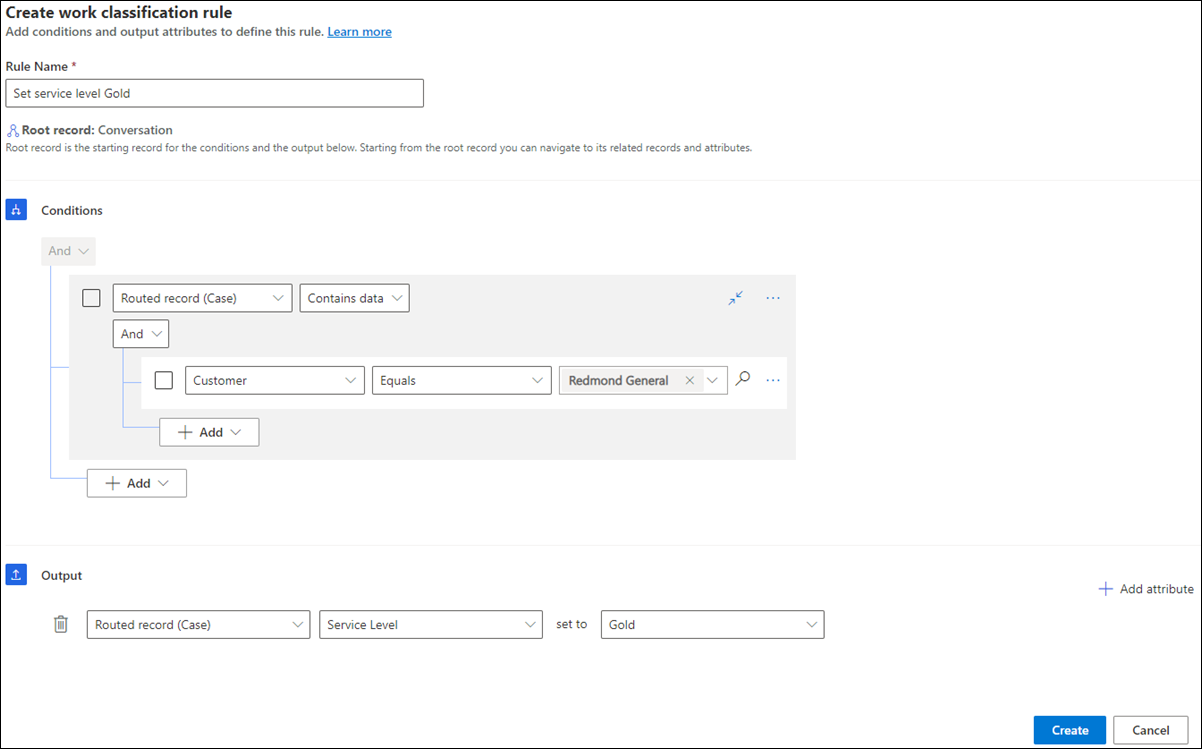 Create work classification rule
Add conditions and output attributes to define this rule. Learn more
Rule Name *
Set service level Gold
Root record: Conversation
Root record is the starting record for the conditions and the output below. Starting from the root record you can navigate to its related records and attributes.
Conditions
And
Routed record (Case) Contains data
And
Customer Equals Redmond General
Add
Add
Output
Add attribute
Routed record (Case) Service Level set to Gold
Create Cancel